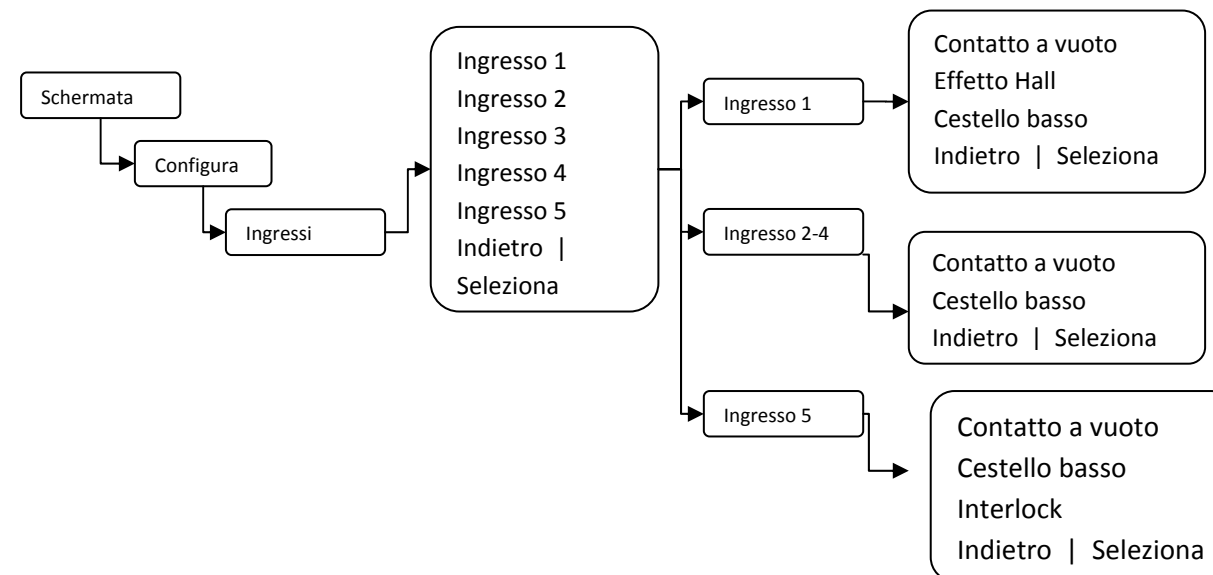 Schermata
Configura
Ingressi
Ingresso 1
Ingresso 2
Ingresso 3
Ingresso 4
Ingresso 5
Indietro |
Seleziona
Ingresso 1
Contatto a vuoto
Effetto Hall
Cestello basso
Indietro | Seleziona
Ingresso 2-4
Contatto a vuoto
Cestello basso
Indietro | Seleziona
Ingresso 5
Contatto a vuoto
Cestello basso
Interlock
Indietro | Seleziona